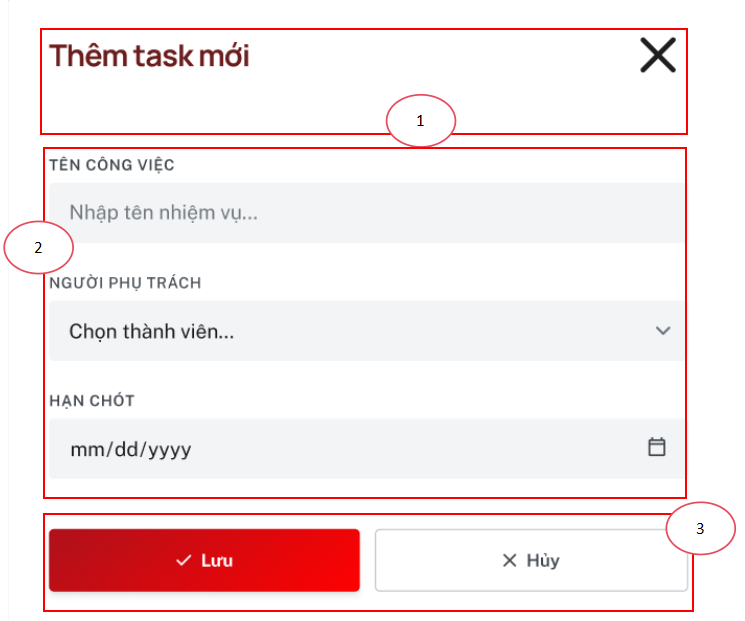 Thêm task mới
1
TÊN CÔNG VIỆC
Nhập tên nhiệm vụ...
2
NGƯỜI PHỤ TRÁCH
Chọn thành viên...
HẠN CHÓT
mm/dd/yyyy
3
Lưu
Hủy